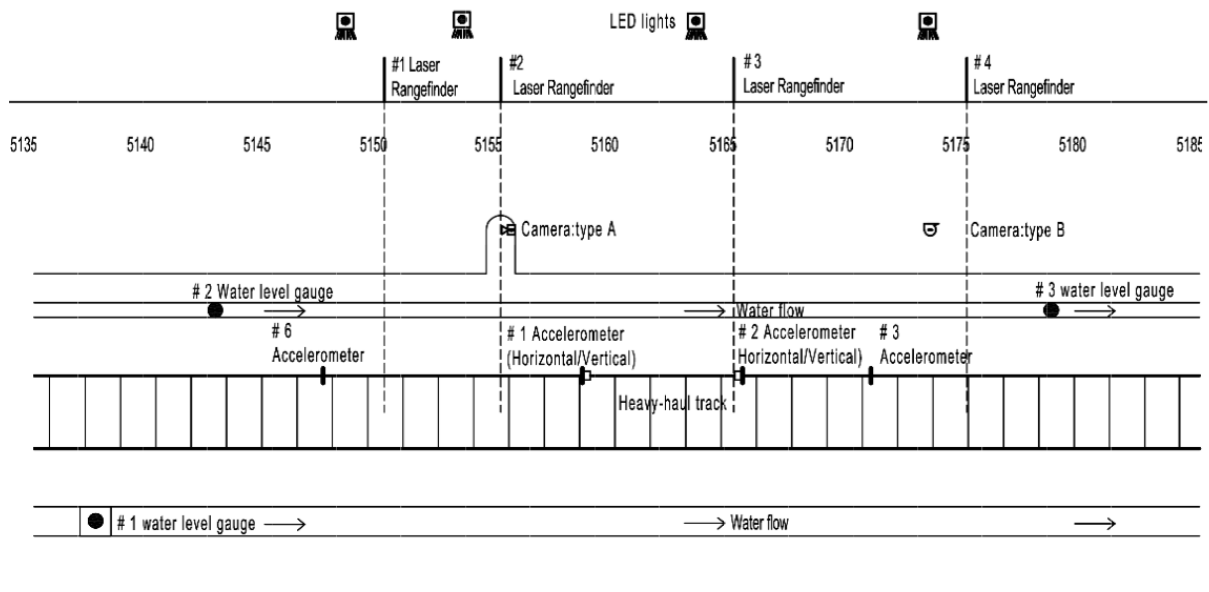 LED lights
#1 Laser
Rangefinder
#2
Laser Rangefinder
#3
Laser Rangefinder
#4
Laser Rangefinder
5135 5140 5145 5150 5155 5160 5165 5170 5175 5180 5185
Camera:type A
Camera:type B
# 2 Water level gauge
# 3 water level gauge
Water flow
# 6
Accelerometer
# 1 Accelerometer
(Horizontal/Vertical)
# 2 Accelerometer
Horizontal/Vertical)
# 3
Accelerometer
Heavy-haul track
# 1 water level gauge
Water flow